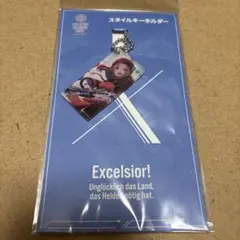 スタイルキーホルダー
Excelsior!
Unglücklich das Land,
das Helden nötig hat.